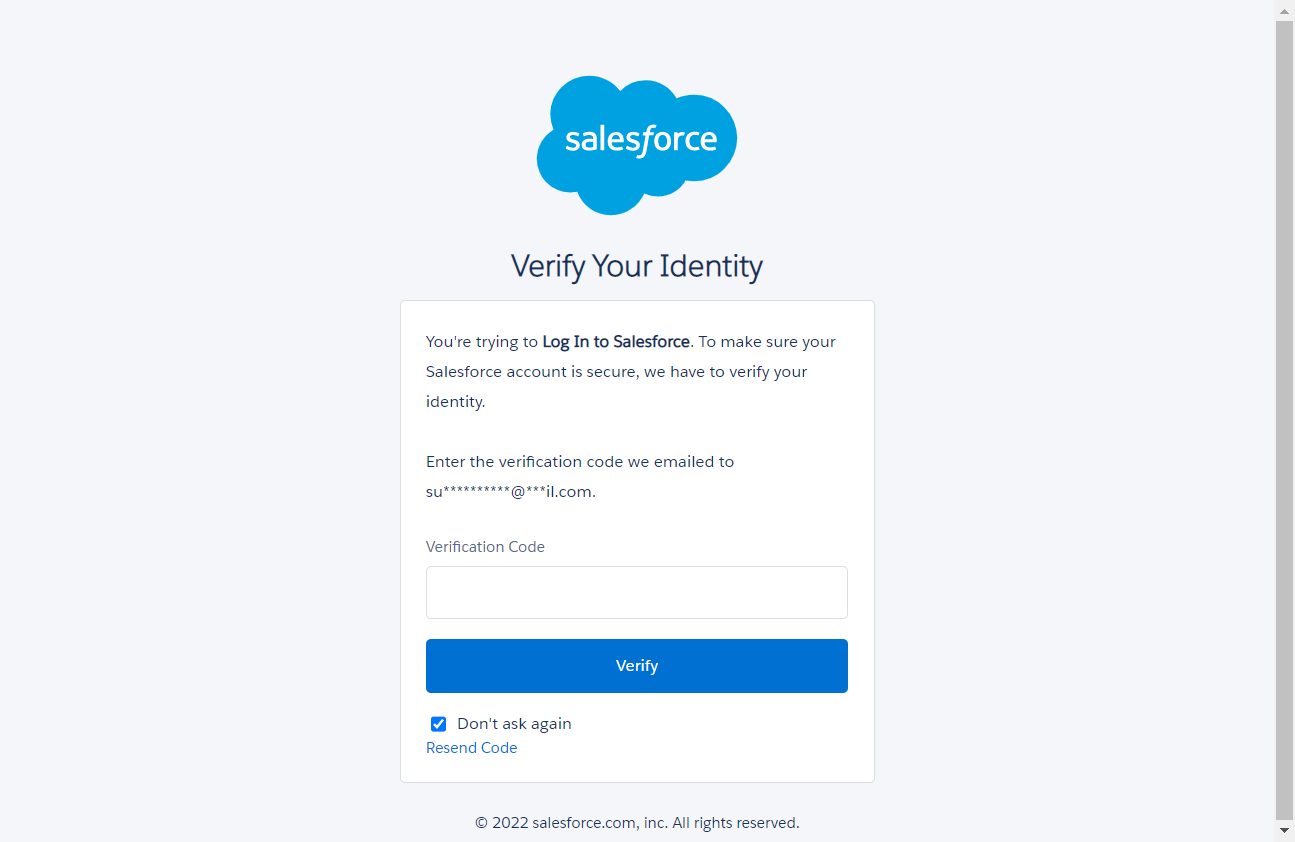 salesforce
Verify Your Identity
You're trying to Log In to Salesforce. To make sure your
Salesforce account is secure, we have to verify your
identity.
Enter the verification code we emailed to
su**********@***il.com.
Verification Code
Verify
Don't ask again
Resend Code
© 2022 salesforce.com, inc. All rights reserved.